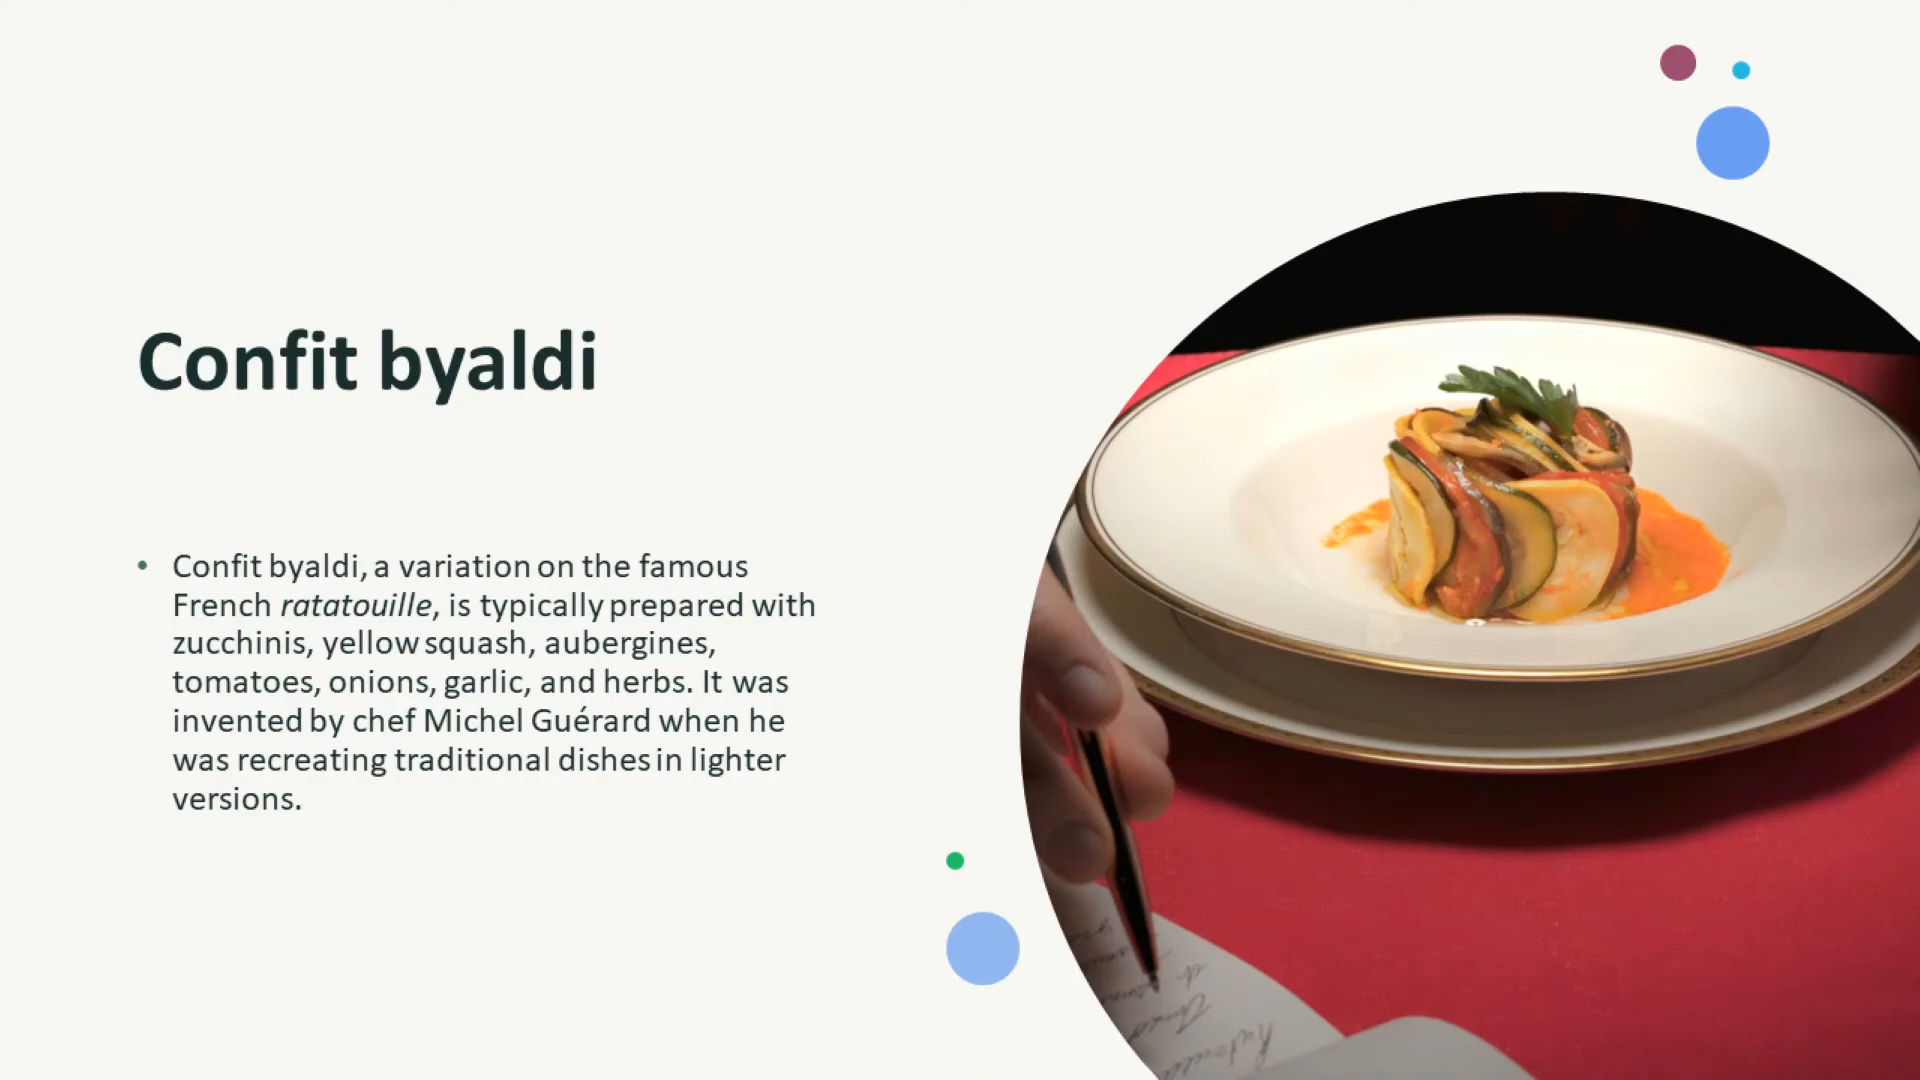 Confit byaldi
• Confit byaldi, a variation on the famous
French ratatouille, is typically prepared with
zucchinis, yellow squash, aubergines,
tomatoes, onions, garlic, and herbs. It was
invented by chef Michel Guérard when he
was recreating traditional dishes in lighter
versions.